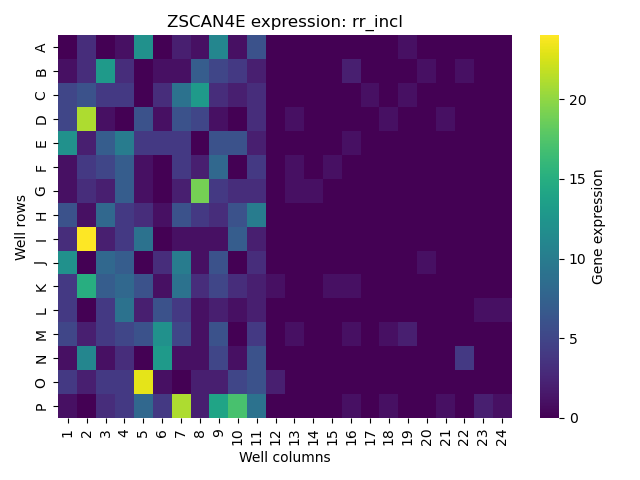 ZSCAN4E expression: rr_incl
Well rows
A
B
C
D
E
F
G
H
I
J
K
L
M
N
O
P
1 2 3 4 5 6 7 8 9 10 11 12 13 14 15 16 17 18 19 20 21 22 23 24
Well columns
20
15
10
5
0
Gene expression